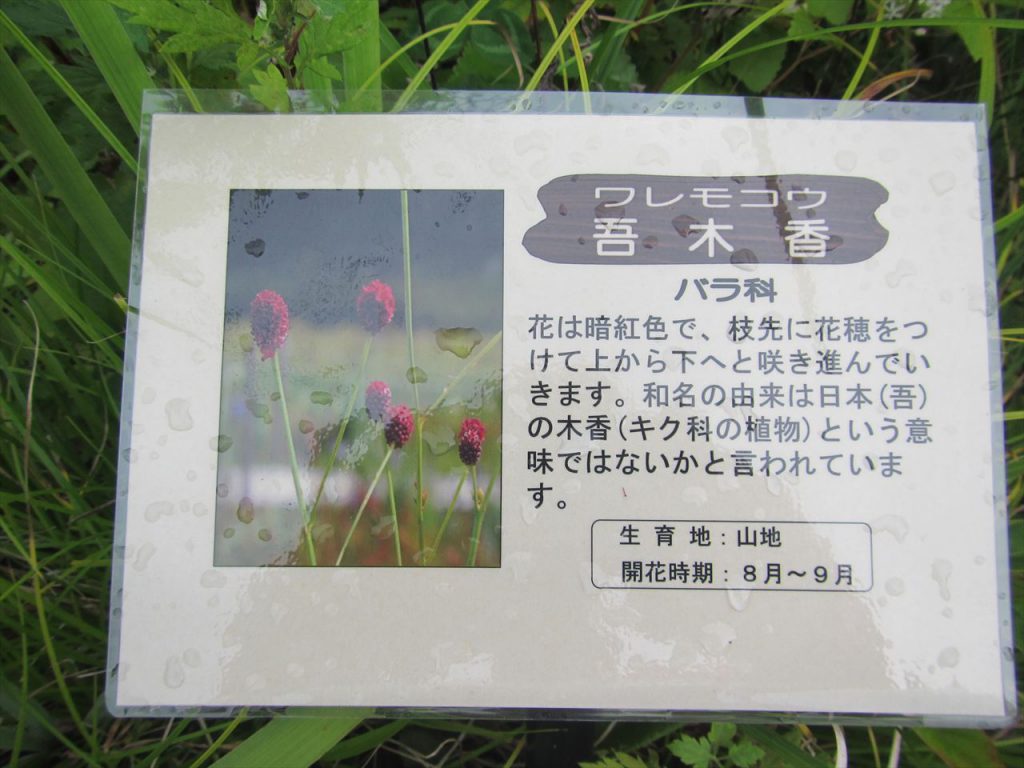 ワレモコウ
吾木香
バラ科
花は暗紅色で、枝先に花穂をつ
けて上から下へと咲き進んでい
きます。和名の由来は日本(吾)
の木香(キク科の植物)という意
味ではないかと言われていま
す。
生育地：山地
開花時期：８月～９月